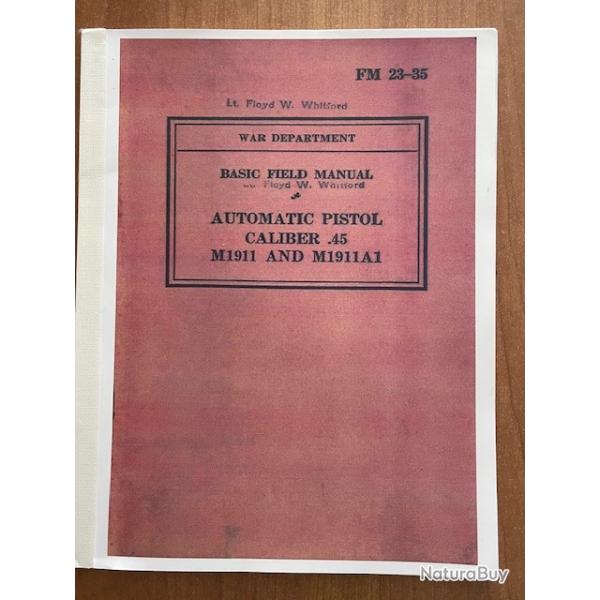 FM 23–35
Lt. Floyd W. Whitford
WAR DEPARTMENT
BASIC FIELD MANUAL
Floyd W. Whitford
AUTOMATIC PISTOL
CALIBER .45
M1911 AND M1911A1
NaturaBuy